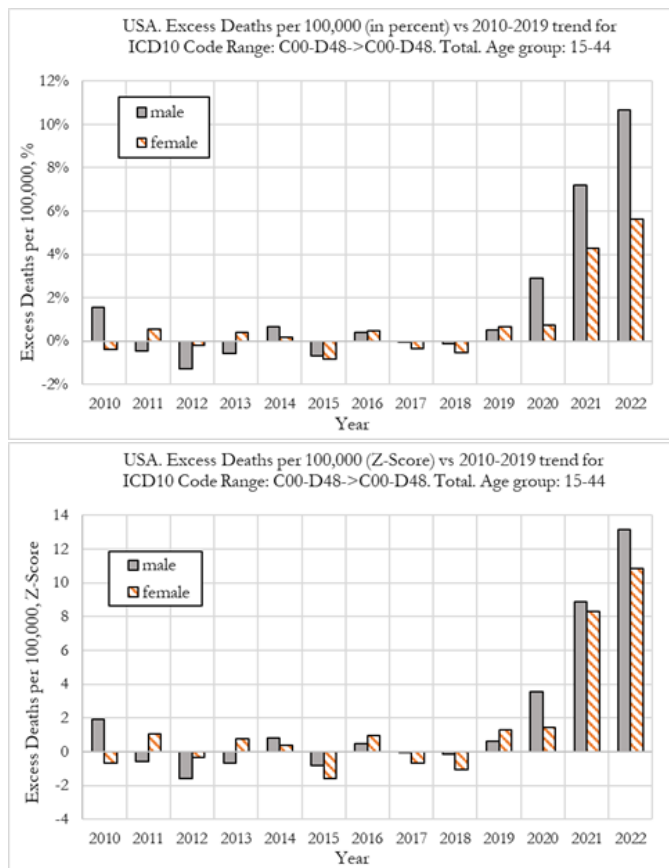 USA. Excess Deaths per 100,000 (in percent) vs 2010-2019 trend for
ICD10 Code Range: C00-D48->C00-D48. Total. Age group: 15-44
12%
10%
8%
6%
4%
2%
0%
-2%
male
female
Excess Deaths per 100,000, %
2010 2011 2012 2013 2014 2015 2016 2017 2018 2019 2020 2021 2022
Year
USA. Excess Deaths per 100,000 (Z-Score) vs 2010-2019 trend for
ICD10 Code Range: C00-D48->C00-D48. Total. Age group: 15-44
14
12
10
8
6
4
2
0
-2
-4
male
female
Excess Deaths per 100,000, Z-Score
2010 2011 2012 2013 2014 2015 2016 2017 2018 2019 2020 2021 2022
Year